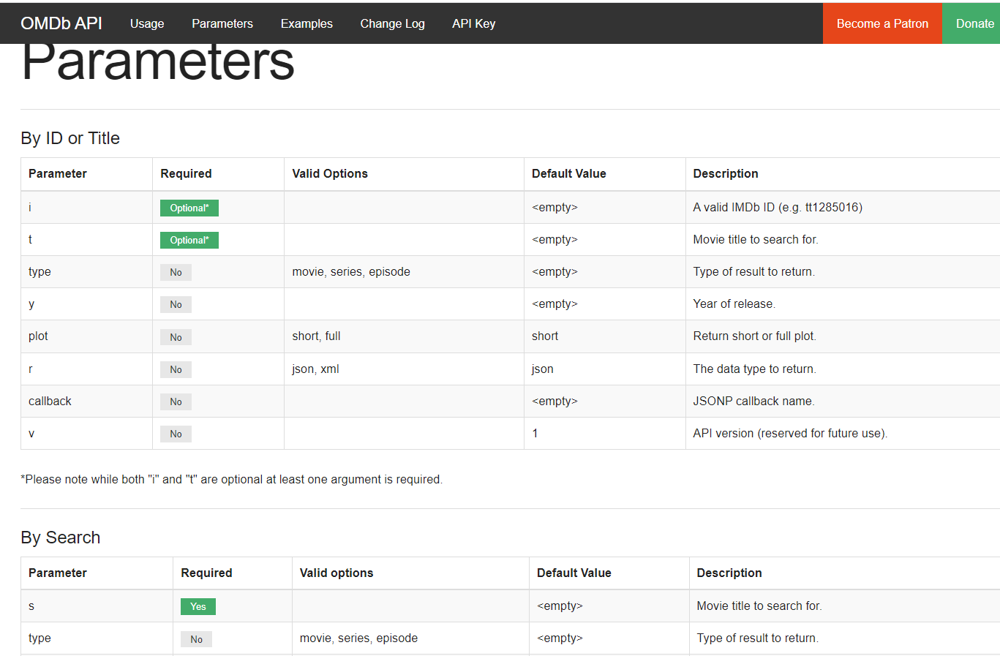 OMDb API Usage Parameters Examples Change Log API Key Become a Patron Donate
Parameters
By ID or Title
Parameter Required Valid Options Default Value Description
i Optional* <empty> A valid IMDb ID (e.g. tt1285016)
t Optional* <empty> Movie title to search for.
type No movie, series, episode <empty> Type of result to return.
y No <empty> Year of release.
plot No short, full short Return short or full plot.
r No json, xml json The data type to return.
callback No <empty> JSONP callback name.
v No 1 API version (reserved for future use).
*Please note while both "i" and "t" are optional at least one argument is required.
By Search
Parameter Required Valid options Default Value Description
s Yes <empty> Movie title to search for.
type No movie, series, episode <empty> Type of result to return.